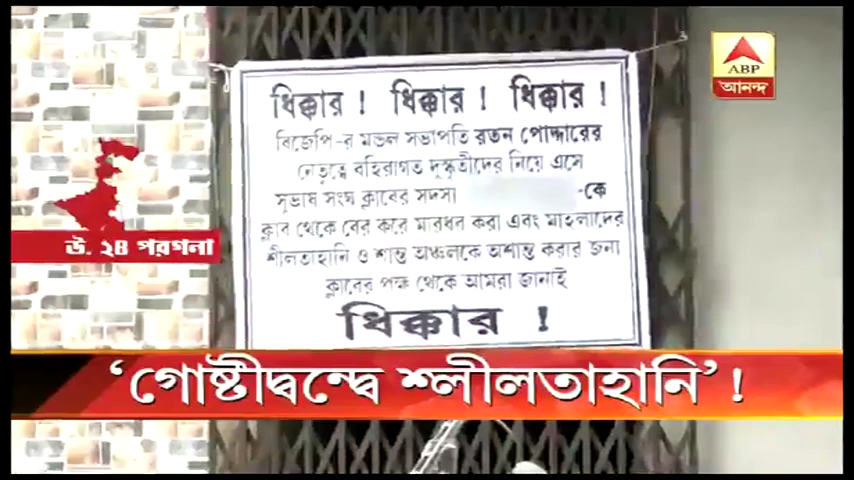 ধিক্কার ! ধিক্কার ! ধিক্কার !
বিজেপি-র মন্ডল সভাপতি রতন পোদ্দারের
নেতৃত্বে বহিরাগত দুষ্কৃতীদের নিয়ে এসে
সুভাষ সংঘ ক্লাবের সদস্য -কে
ক্লাব থেকে বের করে মারধর করা এবং মহিলাদের
শ্লীলতাহানি ও শান্ত অঞ্চলকে অশান্ত করার জন্য
ক্লাবের পক্ষ থেকে আমরা জানাই
ধিক্কার !
ABP
আনন্দ
উ. ২৪ পরগনা
‘গোষ্ঠীদ্বন্দ্বে শ্লীলতাহানি’ !